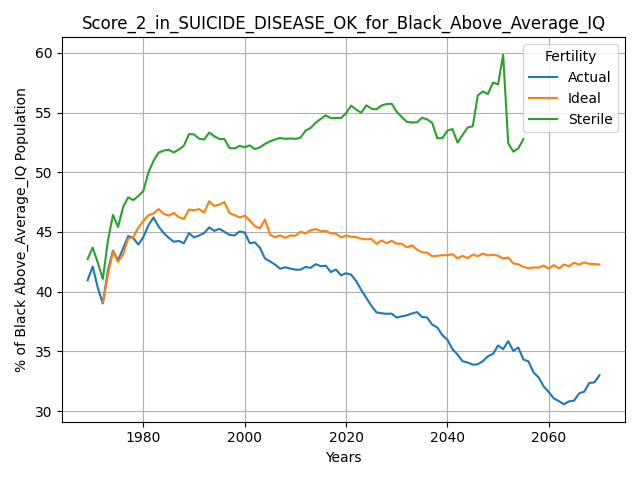 Score_2_in_SUICIDE_DISEASE_OK_for_Black_Above_Average_IQ
% of Black Above_Average_IQ Population
60
55
50
45
40
35
30
1980
2000
2020
2040
2060
Years
Fertility
Actual
Ideal
Sterile